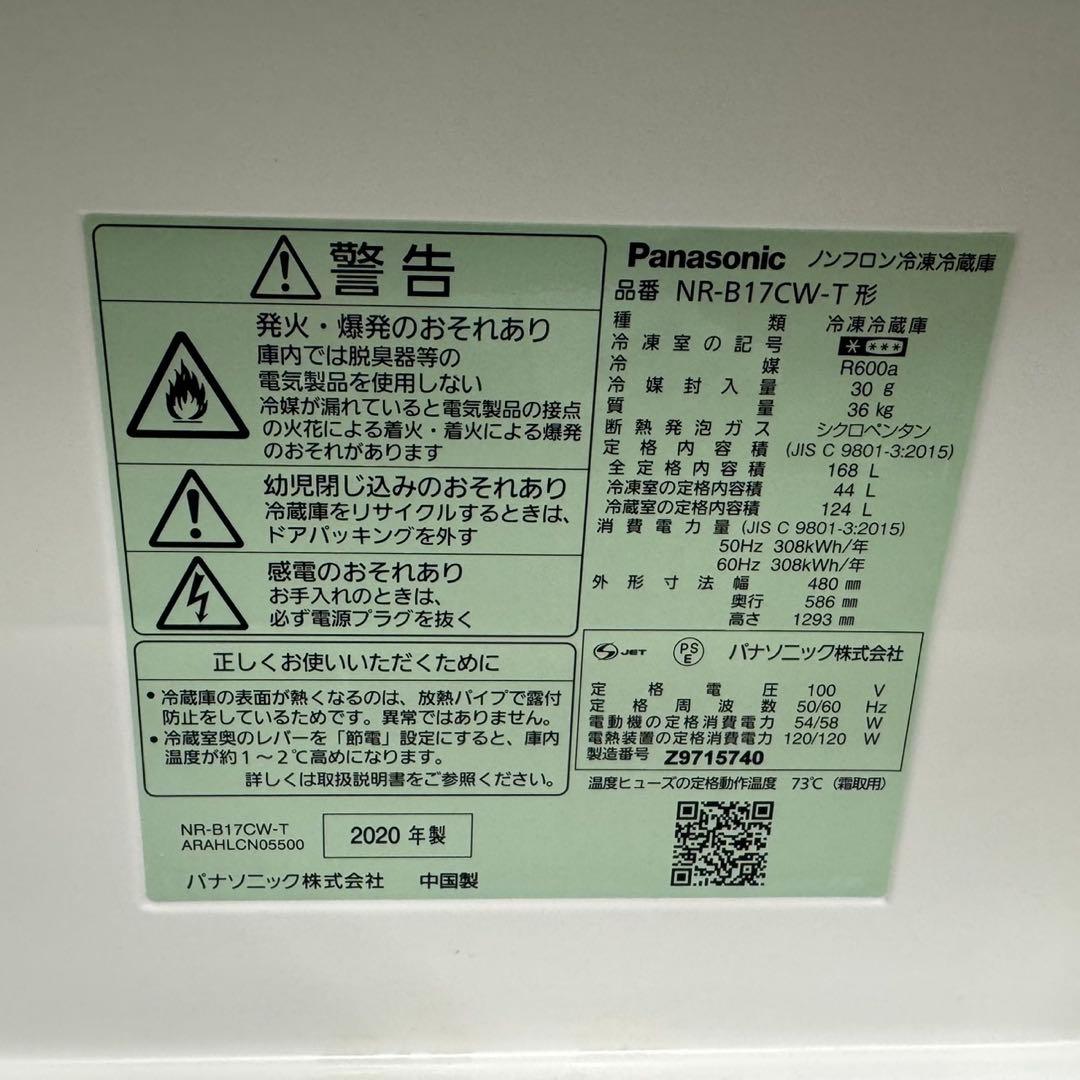 警告
発火・爆発のおそれあり
庫内では脱臭器等の
電気製品を使用しない
冷媒が漏れていると電気製品の接点
の火花による着火・着火による爆発
のおそれがあります
幼児閉じ込みのおそれあり
冷蔵庫をリサイクルするときは、
ドアパッキングを外す
感電のおそれあり
お手入れのときは、
必ず電源プラグを抜く
正しくお使いいただくために
• 冷蔵庫の表面が熱くなるのは、放熱パイプで露付
防止をしているためです。異常ではありません。
• 冷蔵室奥のレバーを「節電」設定にすると、庫内
温度が約1～2℃高めになります。
詳しくは取扱説明書をご参照ください。
NR-B17CW-T
ARAHLCN05500
2020 年製
パナソニック株式会社 中国製
Panasonic ノンフロン冷凍冷蔵庫
品番 NR-B17CW-T 形
種類 冷凍冷蔵庫
冷凍室の記号 * ***
冷媒 R600a
冷媒封入量 30 g
質量 36 kg
断熱発泡ガス シクロペンタン
定格内容積 (JIS C 9801-3:2015)
全定格内容積 168 L
冷凍室の定格内容積 44 L
冷蔵室の定格内容積 124 L
消費電力量 (JIS C 9801-3:2015)
50Hz 308kWh/年
60Hz 308kWh/年
外形寸法 幅 480 mm
奥行 586 mm
高さ 1293 mm
S JET PSE パナソニック株式会社
定格電圧 100 V
定格周波数 50/60 Hz
電動機の定格消費電力 54/58 W
電熱装置の定格消費電力 120/120 W
製造番号 Z9715740
温度ヒューズの定格動作温度 73℃（霜取用）